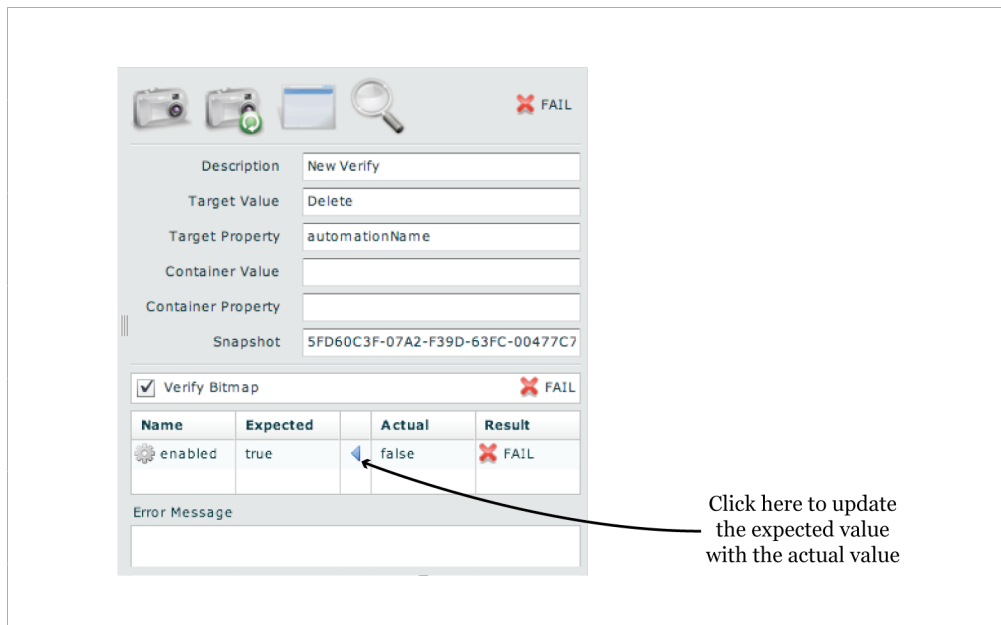 FAIL
Description New Verify
Target Value Delete
Target Property automationName
Container Value
Container Property
Snapshot 5FD60C3F-07A2-F39D-63FC-00477C7
Verify Bitmap FAIL
Name Expected Actual Result
enabled true false FAIL
Error Message
Click here to update
the expected value
with the actual value